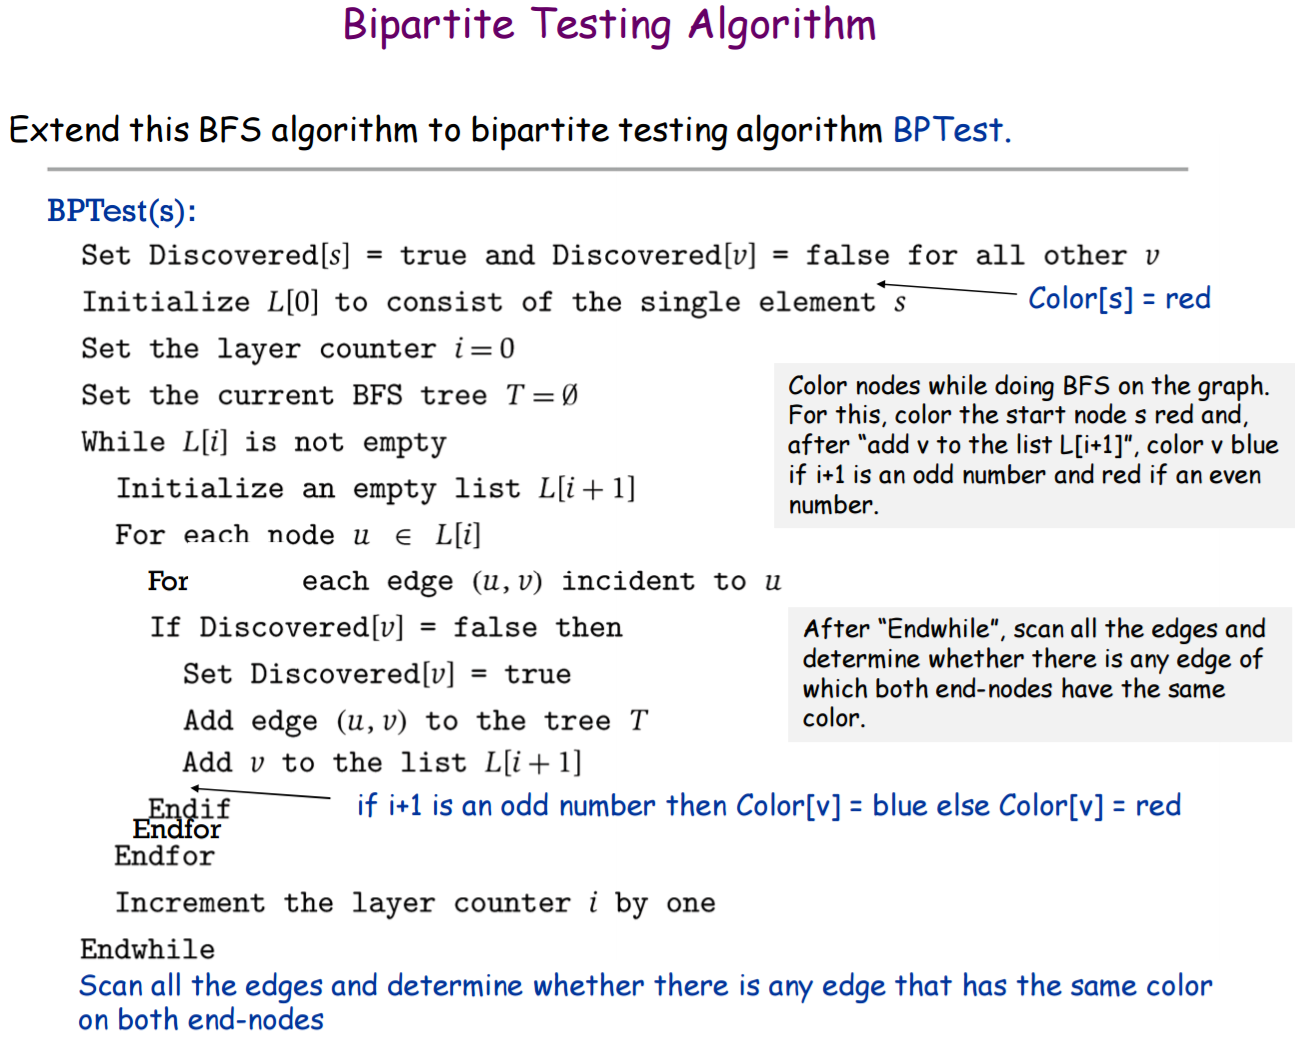 Bipartite Testing Algorithm
Extend this BFS algorithm to bipartite testing algorithm BPTest.
BPTest(s):
Set Discovered[s] = true and Discovered[v] = false for all other v
Initialize L[0] to consist of the single element s
Color[s] = red
Set the layer counter i = 0
Set the current BFS tree T = ∅
While L[i] is not empty
Initialize an empty list L[i + 1]
For each node u ∈ L[i]
For each edge (u, v) incident to u
If Discovered[v] = false then
Set Discovered[v] = true
Add edge (u, v) to the tree T
Add v to the list L[i + 1]
if i+1 is an odd number then Color[v] = blue else Color[v] = red
Endif
Endfor
Endfor
Increment the layer counter i by one
Endwhile
Scan all the edges and determine whether there is any edge that has the same color
on both end-nodes
Color nodes while doing BFS on the graph.
For this, color the start node s red and,
after “add v to the list L[i+1]”, color v blue
if i+1 is an odd number and red if an even
number.
After “Endwhile”, scan all the edges and
determine whether there is any edge of
which both end-nodes have the same
color.